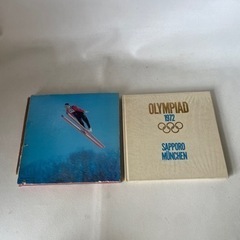 OLYMPIAD
1972
SAPPORO
MÜNCHEN